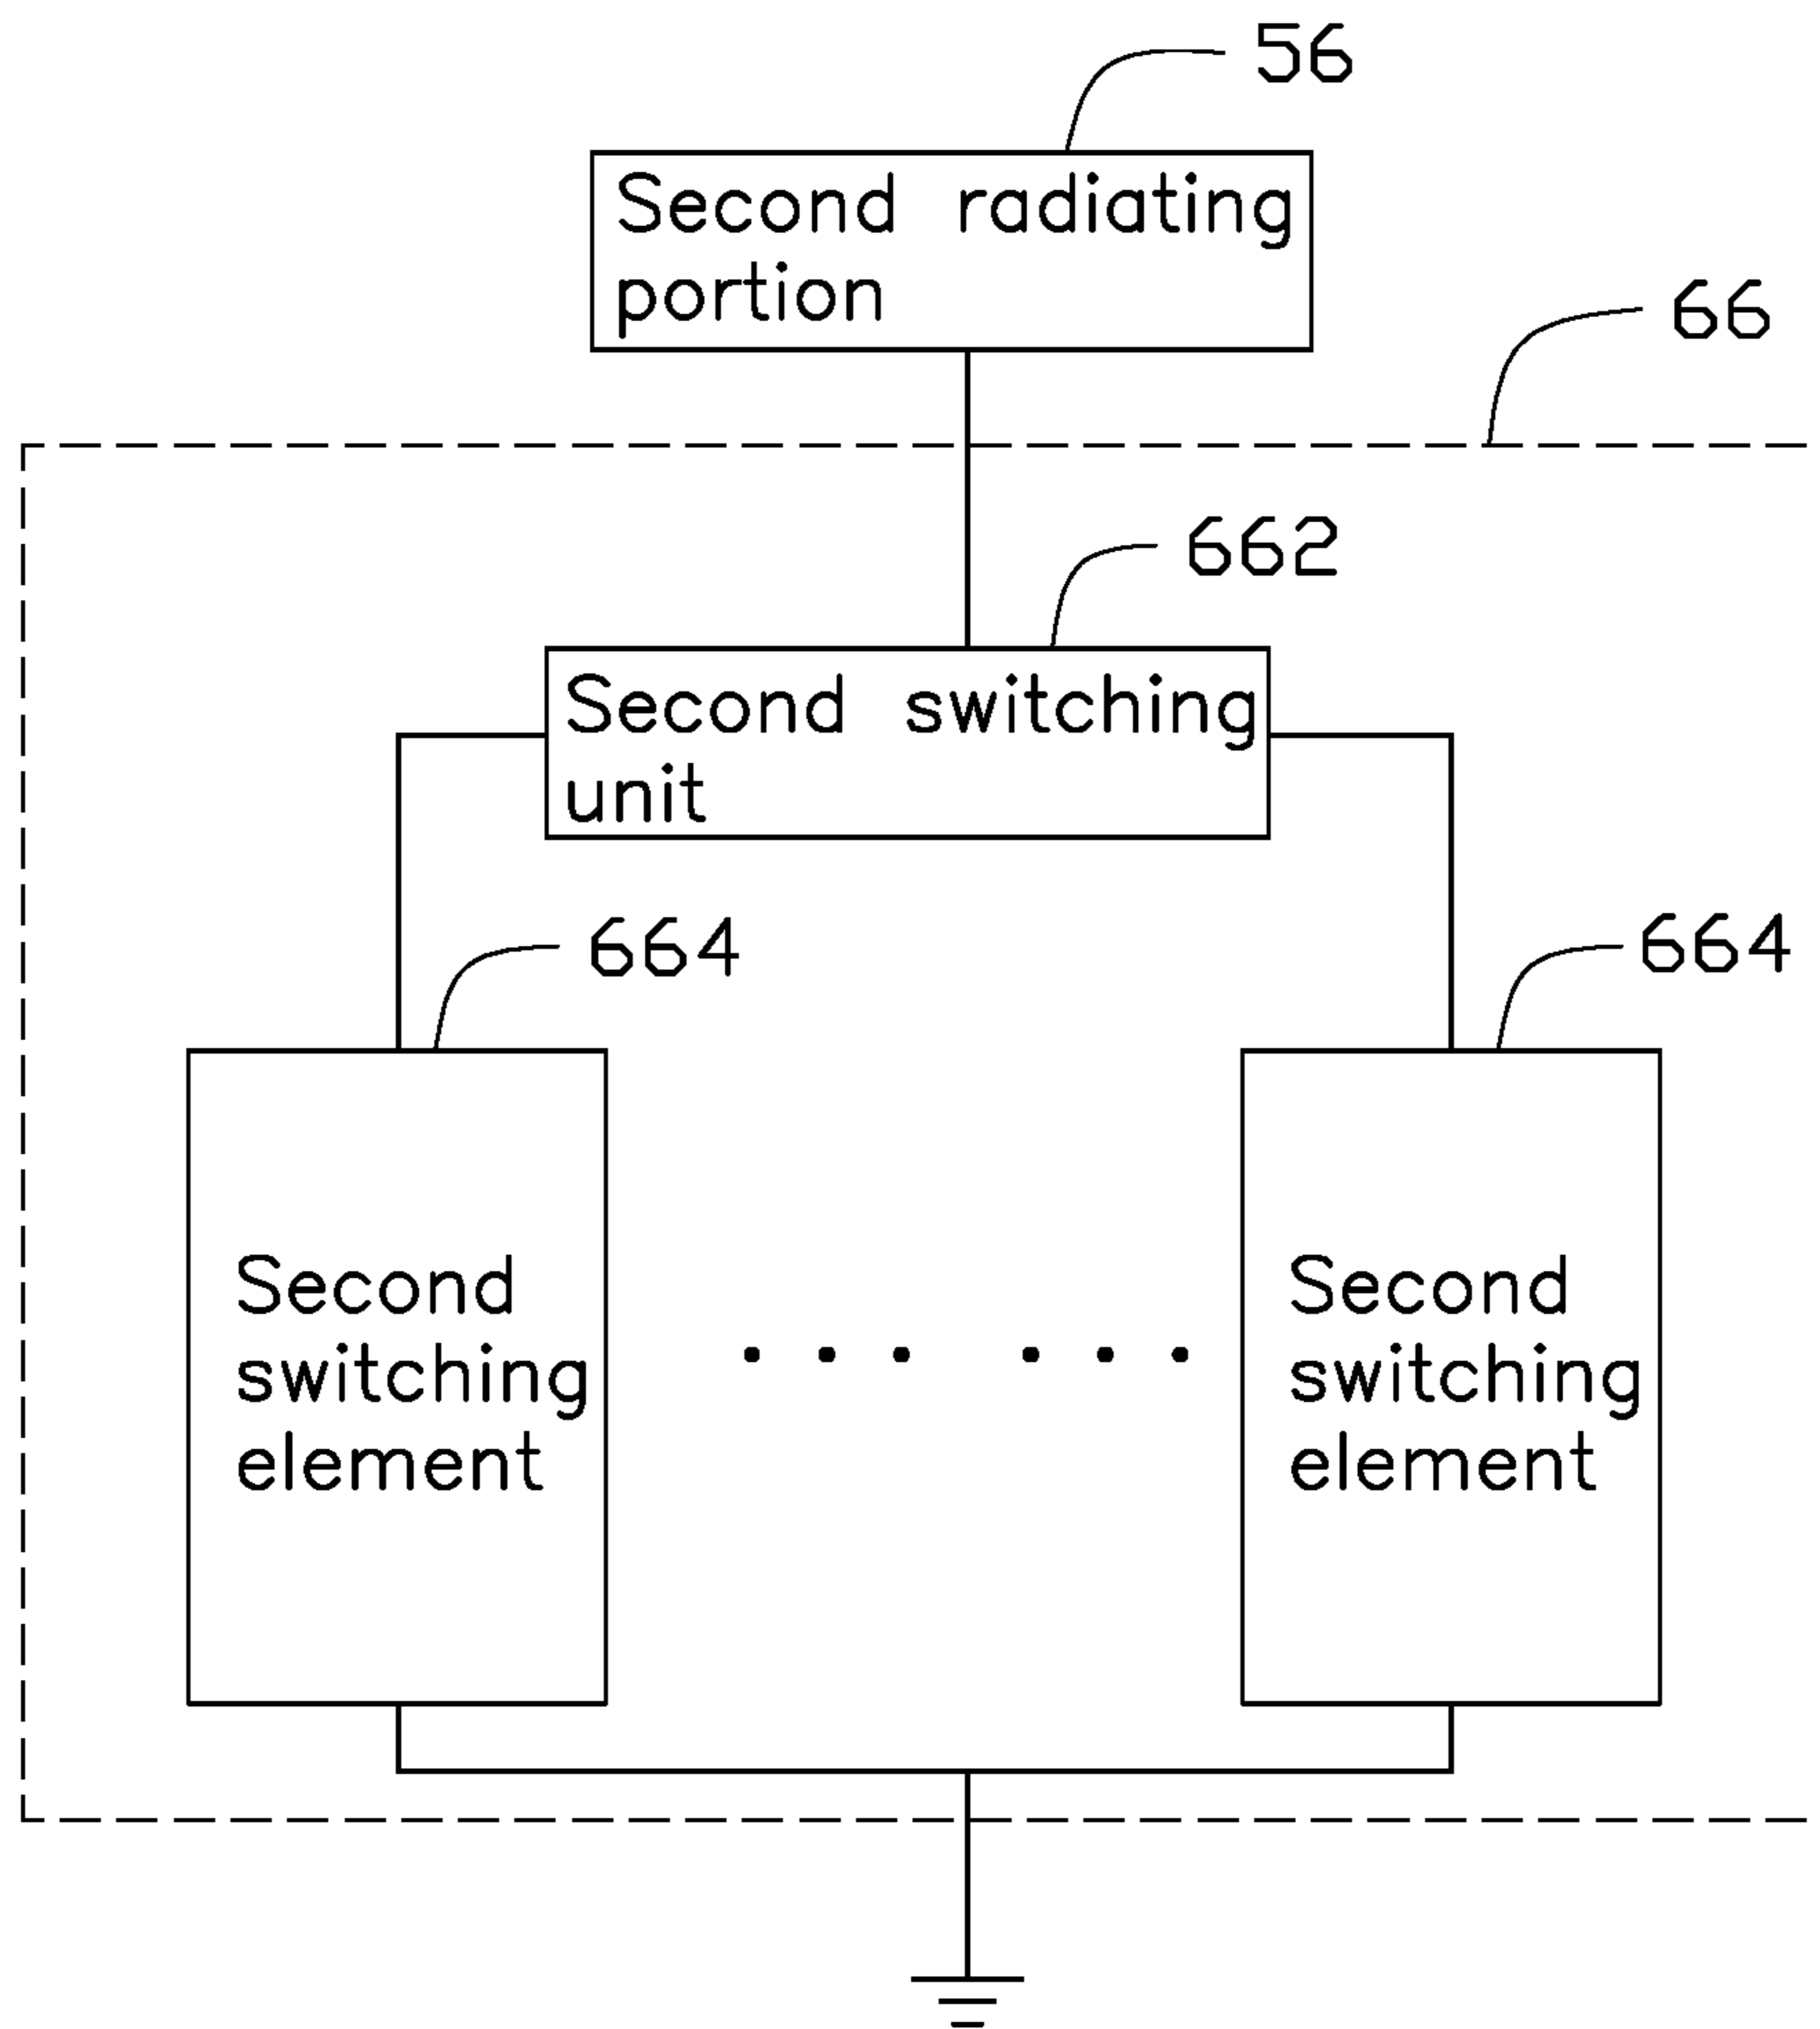 56
Second radiating
portion
66
662
Second switching
unit
664
664
Second
switching
element
Second
switching
element